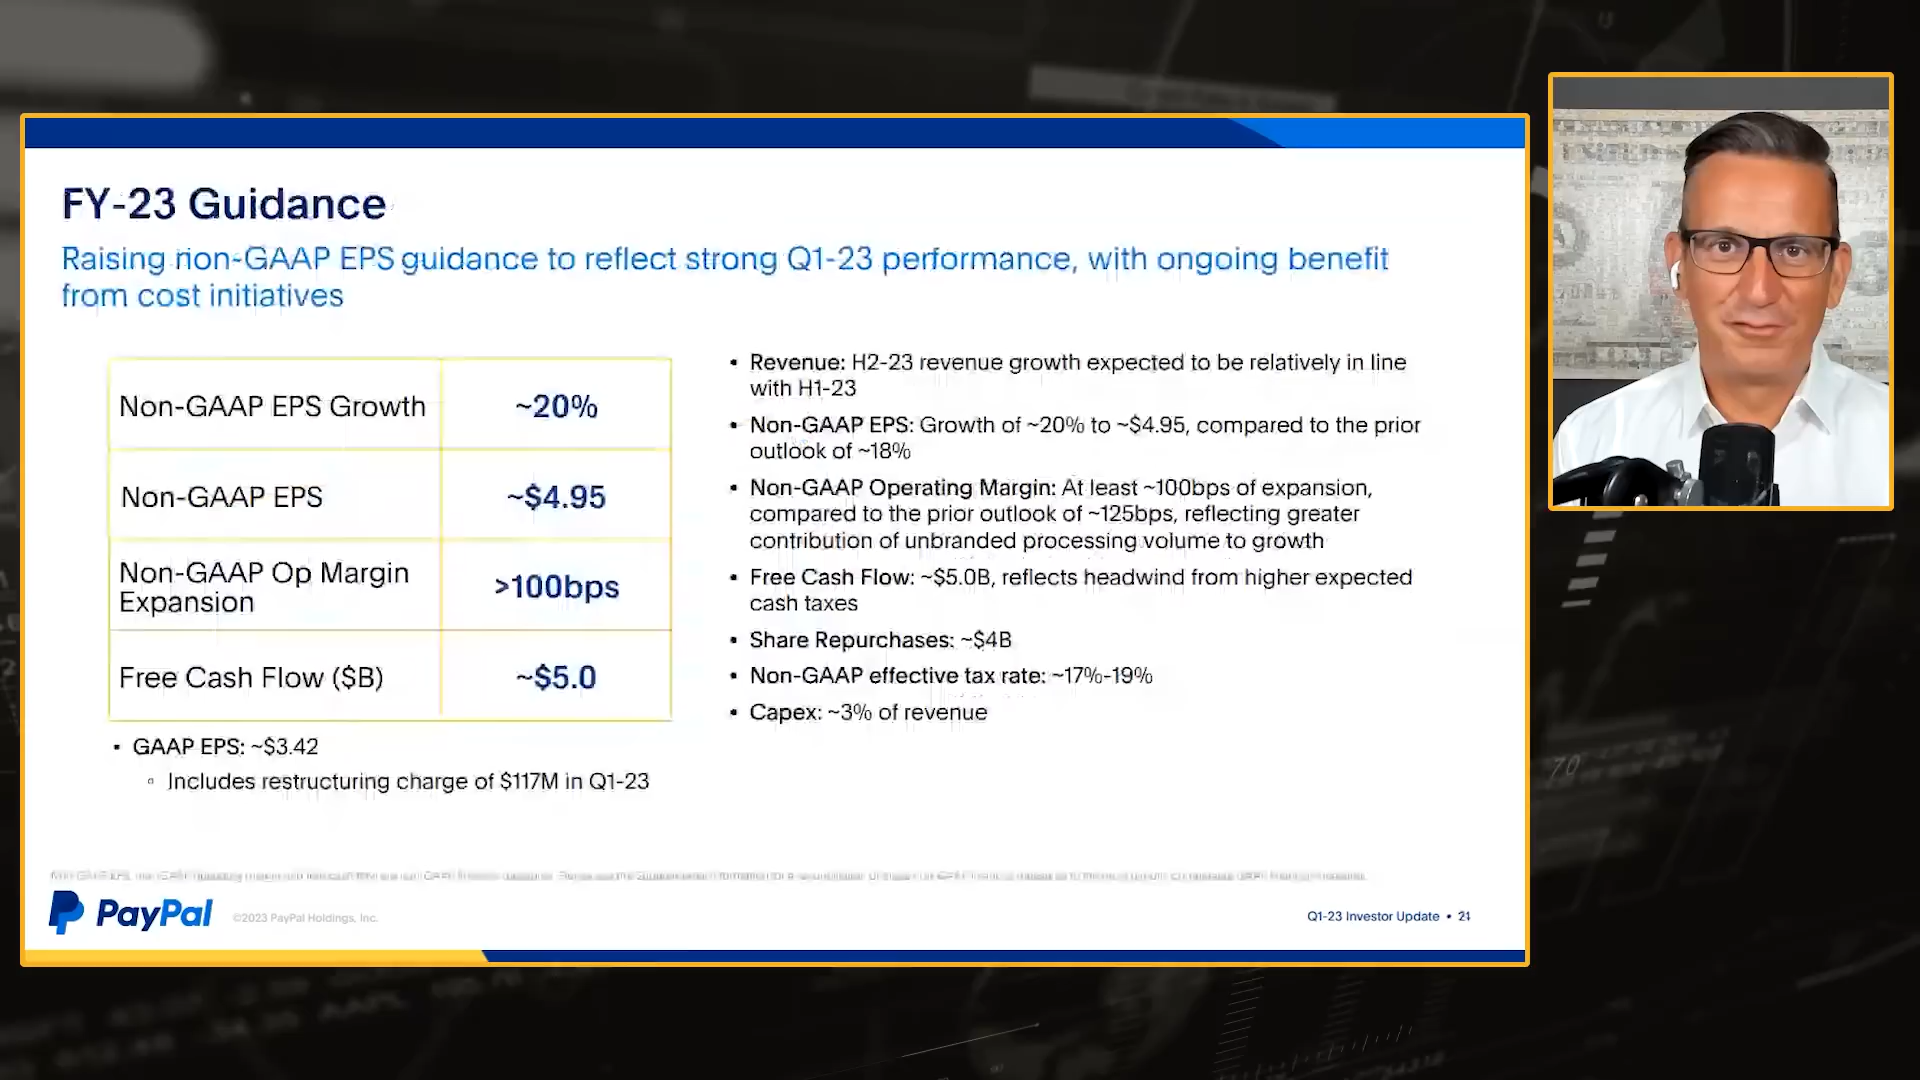 FY-23 Guidance
Raising non-GAAP EPS guidance to reflect strong Q1-23 performance, with ongoing benefit
from cost initiatives
Non-GAAP EPS Growth ~20%
Non-GAAP EPS ~$4.95
Non-GAAP Op Margin
Expansion
>100bps
Free Cash Flow ($B) ~$5.0
• GAAP EPS: ~$3.42
▫ Includes restructuring charge of $117M in Q1-23
• Revenue: H2-23 revenue growth expected to be relatively in line
with H1-23
• Non-GAAP EPS: Growth of ~20% to ~$4.95, compared to the prior
outlook of ~18%
• Non-GAAP Operating Margin: At least ~100bps of expansion,
compared to the prior outlook of ~125bps, reflecting greater
contribution of unbranded processing volume to growth
• Free Cash Flow: ~$5.0B, reflects headwind from higher expected
cash taxes
• Share Repurchases: ~$4B
• Non-GAAP effective tax rate: ~17%-19%
• Capex: ~3% of revenue
PayPal
©2023 PayPal Holdings, Inc.
Q1-23 Investor Update • 21
70